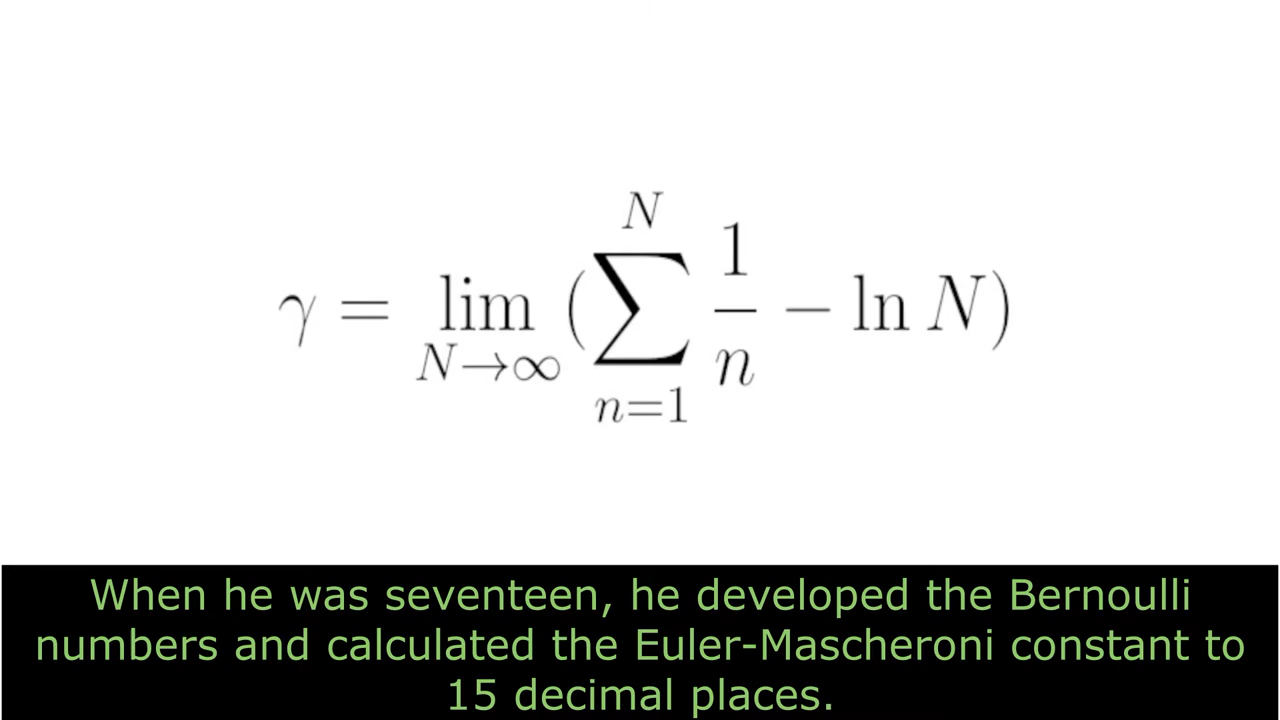 γ = lim_{N→∞} (∑_{n=1}^{N} 1/n − ln N)
When he was seventeen, he developed the Bernoulli
numbers and calculated the Euler-Mascheroni constant to
15 decimal places.